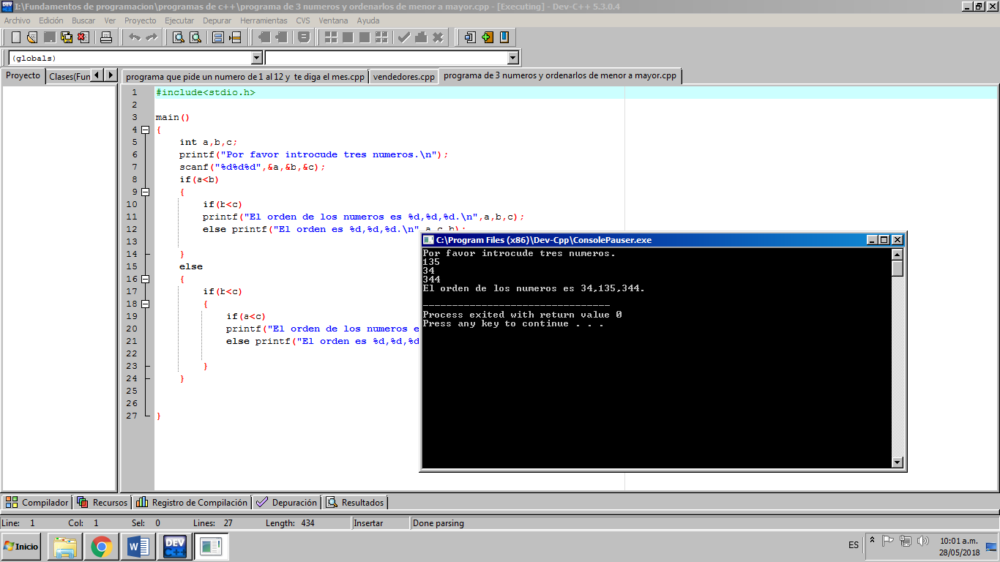 I:\Fundamentos de programacion\programas de c++\programa de 3 numeros y ordenarlos de menor a mayor.cpp - [Executing] - Dev-C++ 5.3.0.4
Archivo Edición Buscar Ver Proyecto Ejecutar Depurar Herramientas CVS Ventana Ayuda
(globals)
Proyecto Clases(Fun programa que pide un numero de 1 al 12 y te diga el mes.cpp vendedores.cpp programa de 3 numeros y ordenarlos de menor a mayor.cpp
1 #include<stdio.h>
2
3 main()
4 {
5 int a,b,c;
6 printf("Por favor introcude tres numeros.\n");
7 scanf("%d%d%d",&a,&b,&c);
8 if(a<b)
9 {
10 if(b<c)
11 printf("El orden de los numeros es %d,%d,%d.\n",a,b,c);
12 else printf("El orden es %d,%d,%d.\n",a,c,b);
13
14 }
15 else
16 {
17 if(b<c)
18 {
19 if(a<c)
20 printf("El orden de los numeros e
21 else printf("El orden es %d,%d,%d
22
23 }
24 }
25
26
27 }
C:\Program Files (x86)\Dev-Cpp\ConsolePauser.exe
Por favor introcude tres numeros.
135
34
344
El orden de los numeros es 34,135,344.
--------------------------------
Process exited with return value 0
Press any key to continue . . .
Compilador Recursos Registro de Compilación Depuración Resultados
Line: 1 Col: 1 Sel: 0 Lines: 27 Length: 434 Insertar Done parsing
Inicio DEV C++ ES 10:01 a.m.
28/05/2018